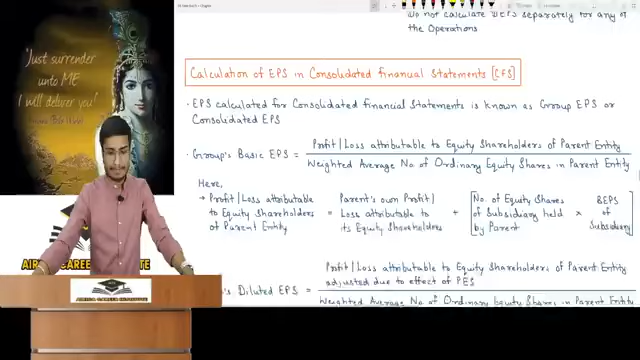 Do not calculate DEPS separately for any of
the Operations
Calculation of EPS in Consolidated Financial Statements [CFS]
• EPS calculated for Consolidated Financial Statements is known as Group EPS or
Consolidated EPS
• Group's Basic EPS = Profit/Loss attributable to Equity Shareholders of Parent Entity
Weighted Average No. of Ordinary Equity Shares in Parent Entity
Here,
→ Profit/Loss attributable to Equity Shareholders of Parent Entity = Parent's own Profit/Loss attributable to its Equity Shareholders + [No. of Equity Shares of Subsidiary held by Parent × BEPS of Subsidiary]
's Diluted EPS = Profit/Loss attributable to Equity Shareholders of Parent Entity
adjusted due to effect of PES
Weighted Average No. of Ordinary Equity Shares in Parent Entity
"Just surrender
unto ME
I will deliver you"